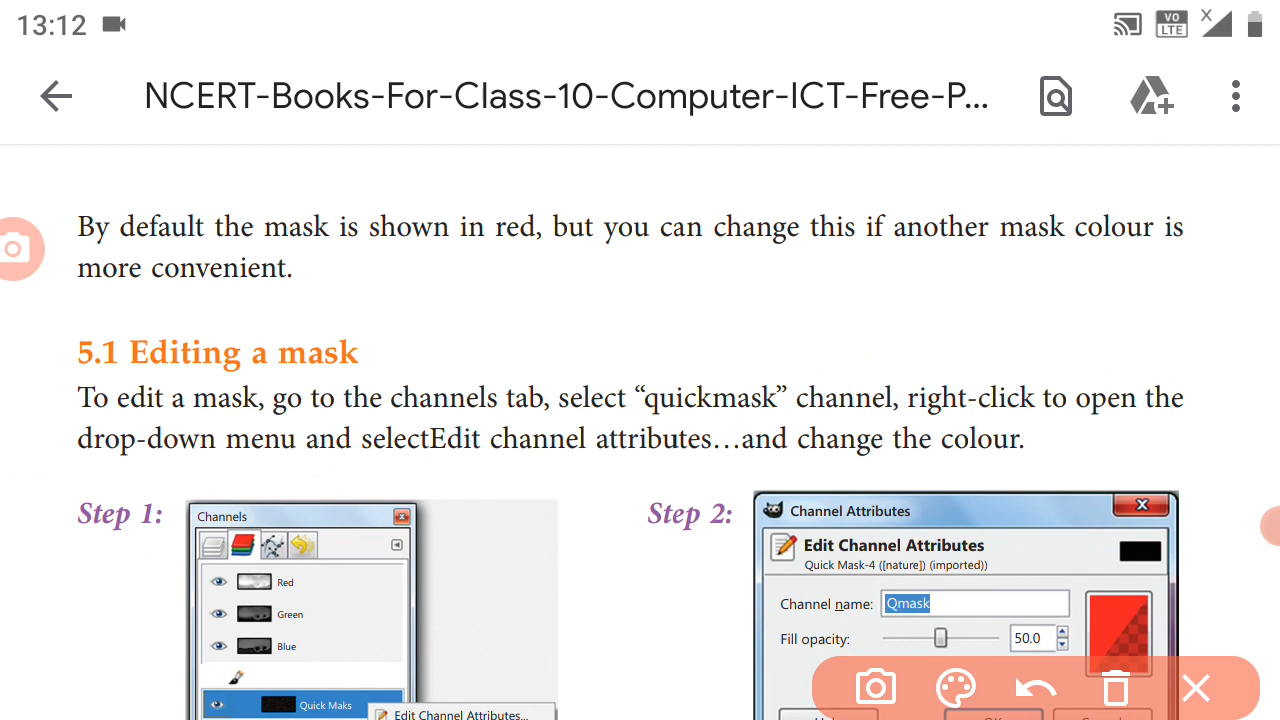 13:12
VO
LTE
X
NCERT-Books-For-Class-10-Computer-ICT-Free-P...
By default the mask is shown in red, but you can change this if another mask colour is
more convenient.
5.1 Editing a mask
To edit a mask, go to the channels tab, select “quickmask” channel, right-click to open the
drop-down menu and selectEdit channel attributes…and change the colour.
Step 1:
Channels
Red
Green
Blue
Quick Maks
Edit Channel Attributes...
Step 2:
Channel Attributes
Edit Channel Attributes
Quick Mask-4 ([nature]) (imported))
Channel name: Qmask
Fill opacity: 50.0